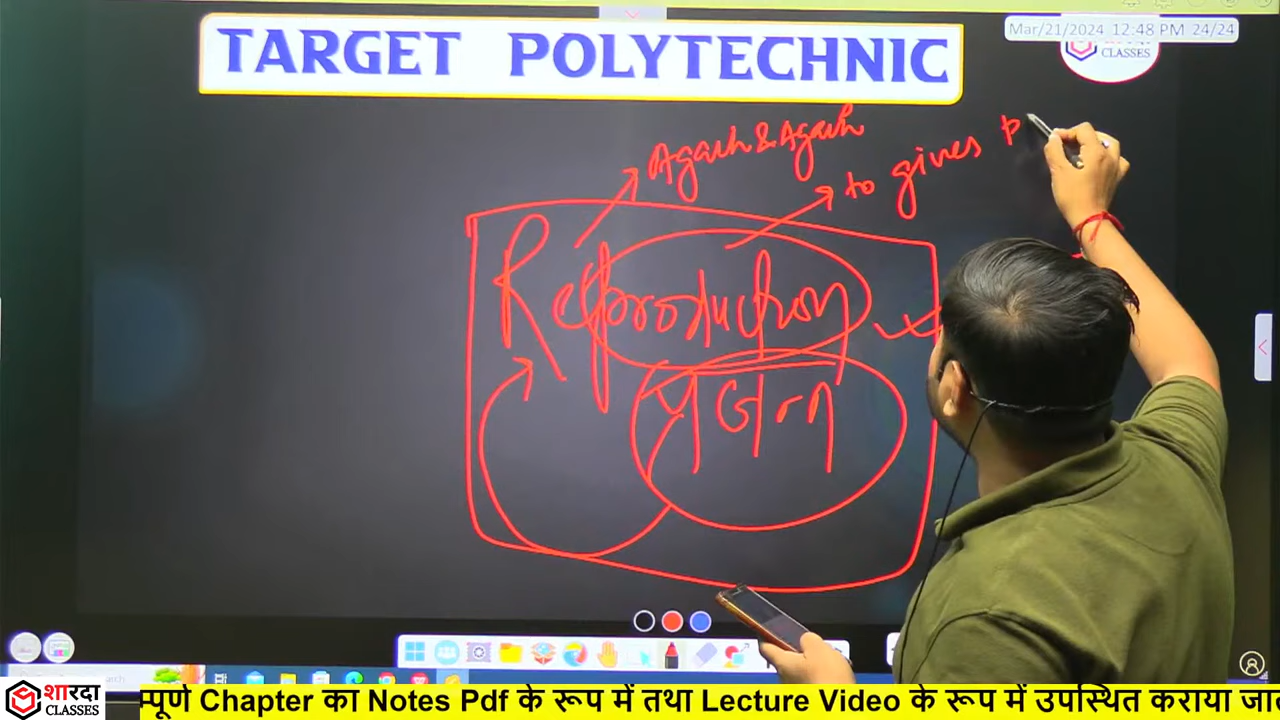 Mar/21/2024 12:48 PM 24/24
TARGET POLYTECHNIC
CLASSES
Again & Again
to gives b
Reproduction
प्रजनन
शारदा
CLASSES
म्पूर्ण Chapter का Notes Pdf के रूप में तथा Lecture Video के रूप में उपस्थित कराया जा